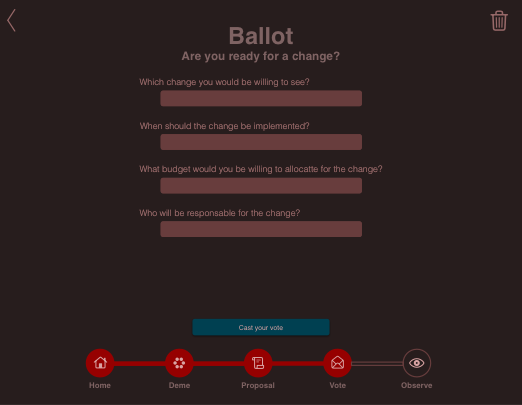 Ballot
Are you ready for a change?
Which change you would be willing to see?
When should the change be implemented?
What budget would you be willing to allocatte for the change?
Who will be responsable for the change?
Cast your vote
Home Deme Proposal Vote Observe